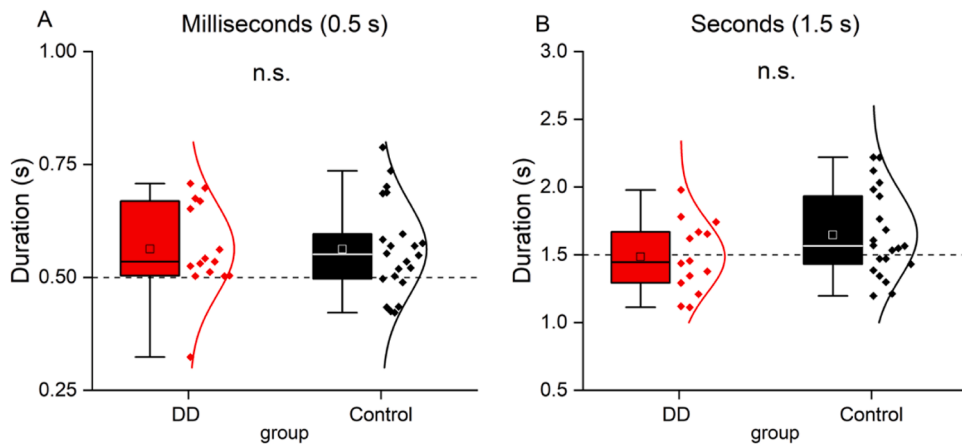 A
Milliseconds (0.5 s)
n.s.
1.00
0.75
0.50
0.25
Duration (s)
DD
Control
group
B
Seconds (1.5 s)
n.s.
3.0
2.5
2.0
1.5
1.0
0.5
Duration (s)
DD
Control
group